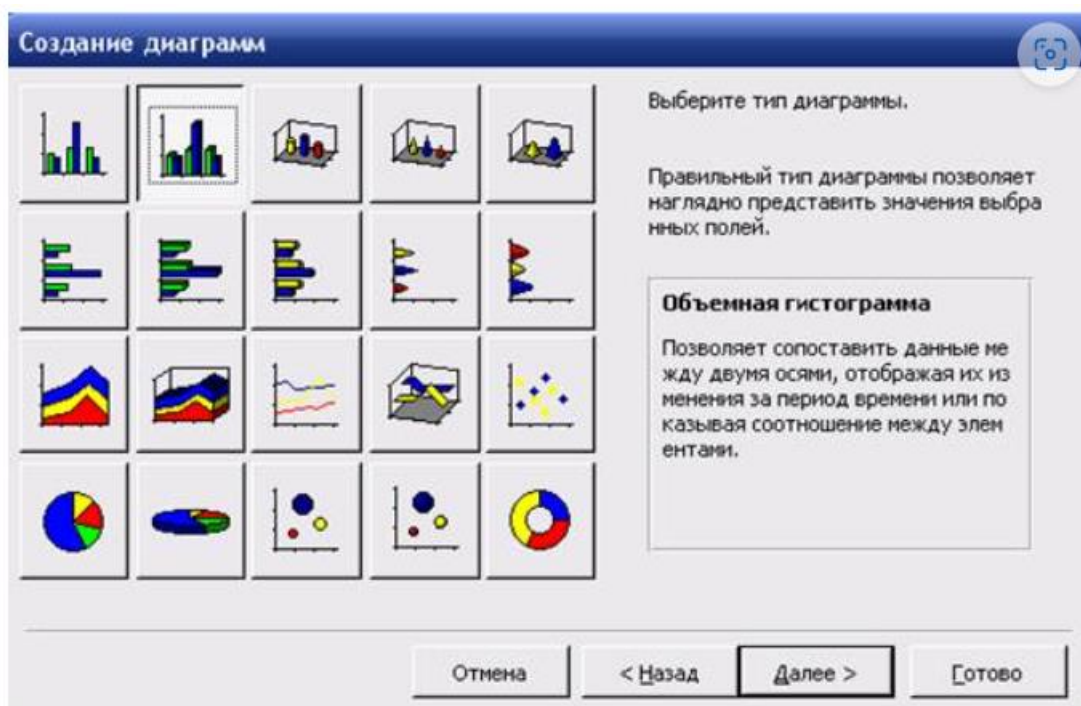 Создание диаграмм
Выберите тип диаграммы.
Правильный тип диаграммы позволяет
наглядно представить значения выбра
нных полей.
Объемная гистограмма
Позволяет сопоставить данные ме
жду двумя осями, отображая их из
менения за период времени или по
казывая соотношение между элем
ентами.
Отмена
< Назад
Далее >
Готово